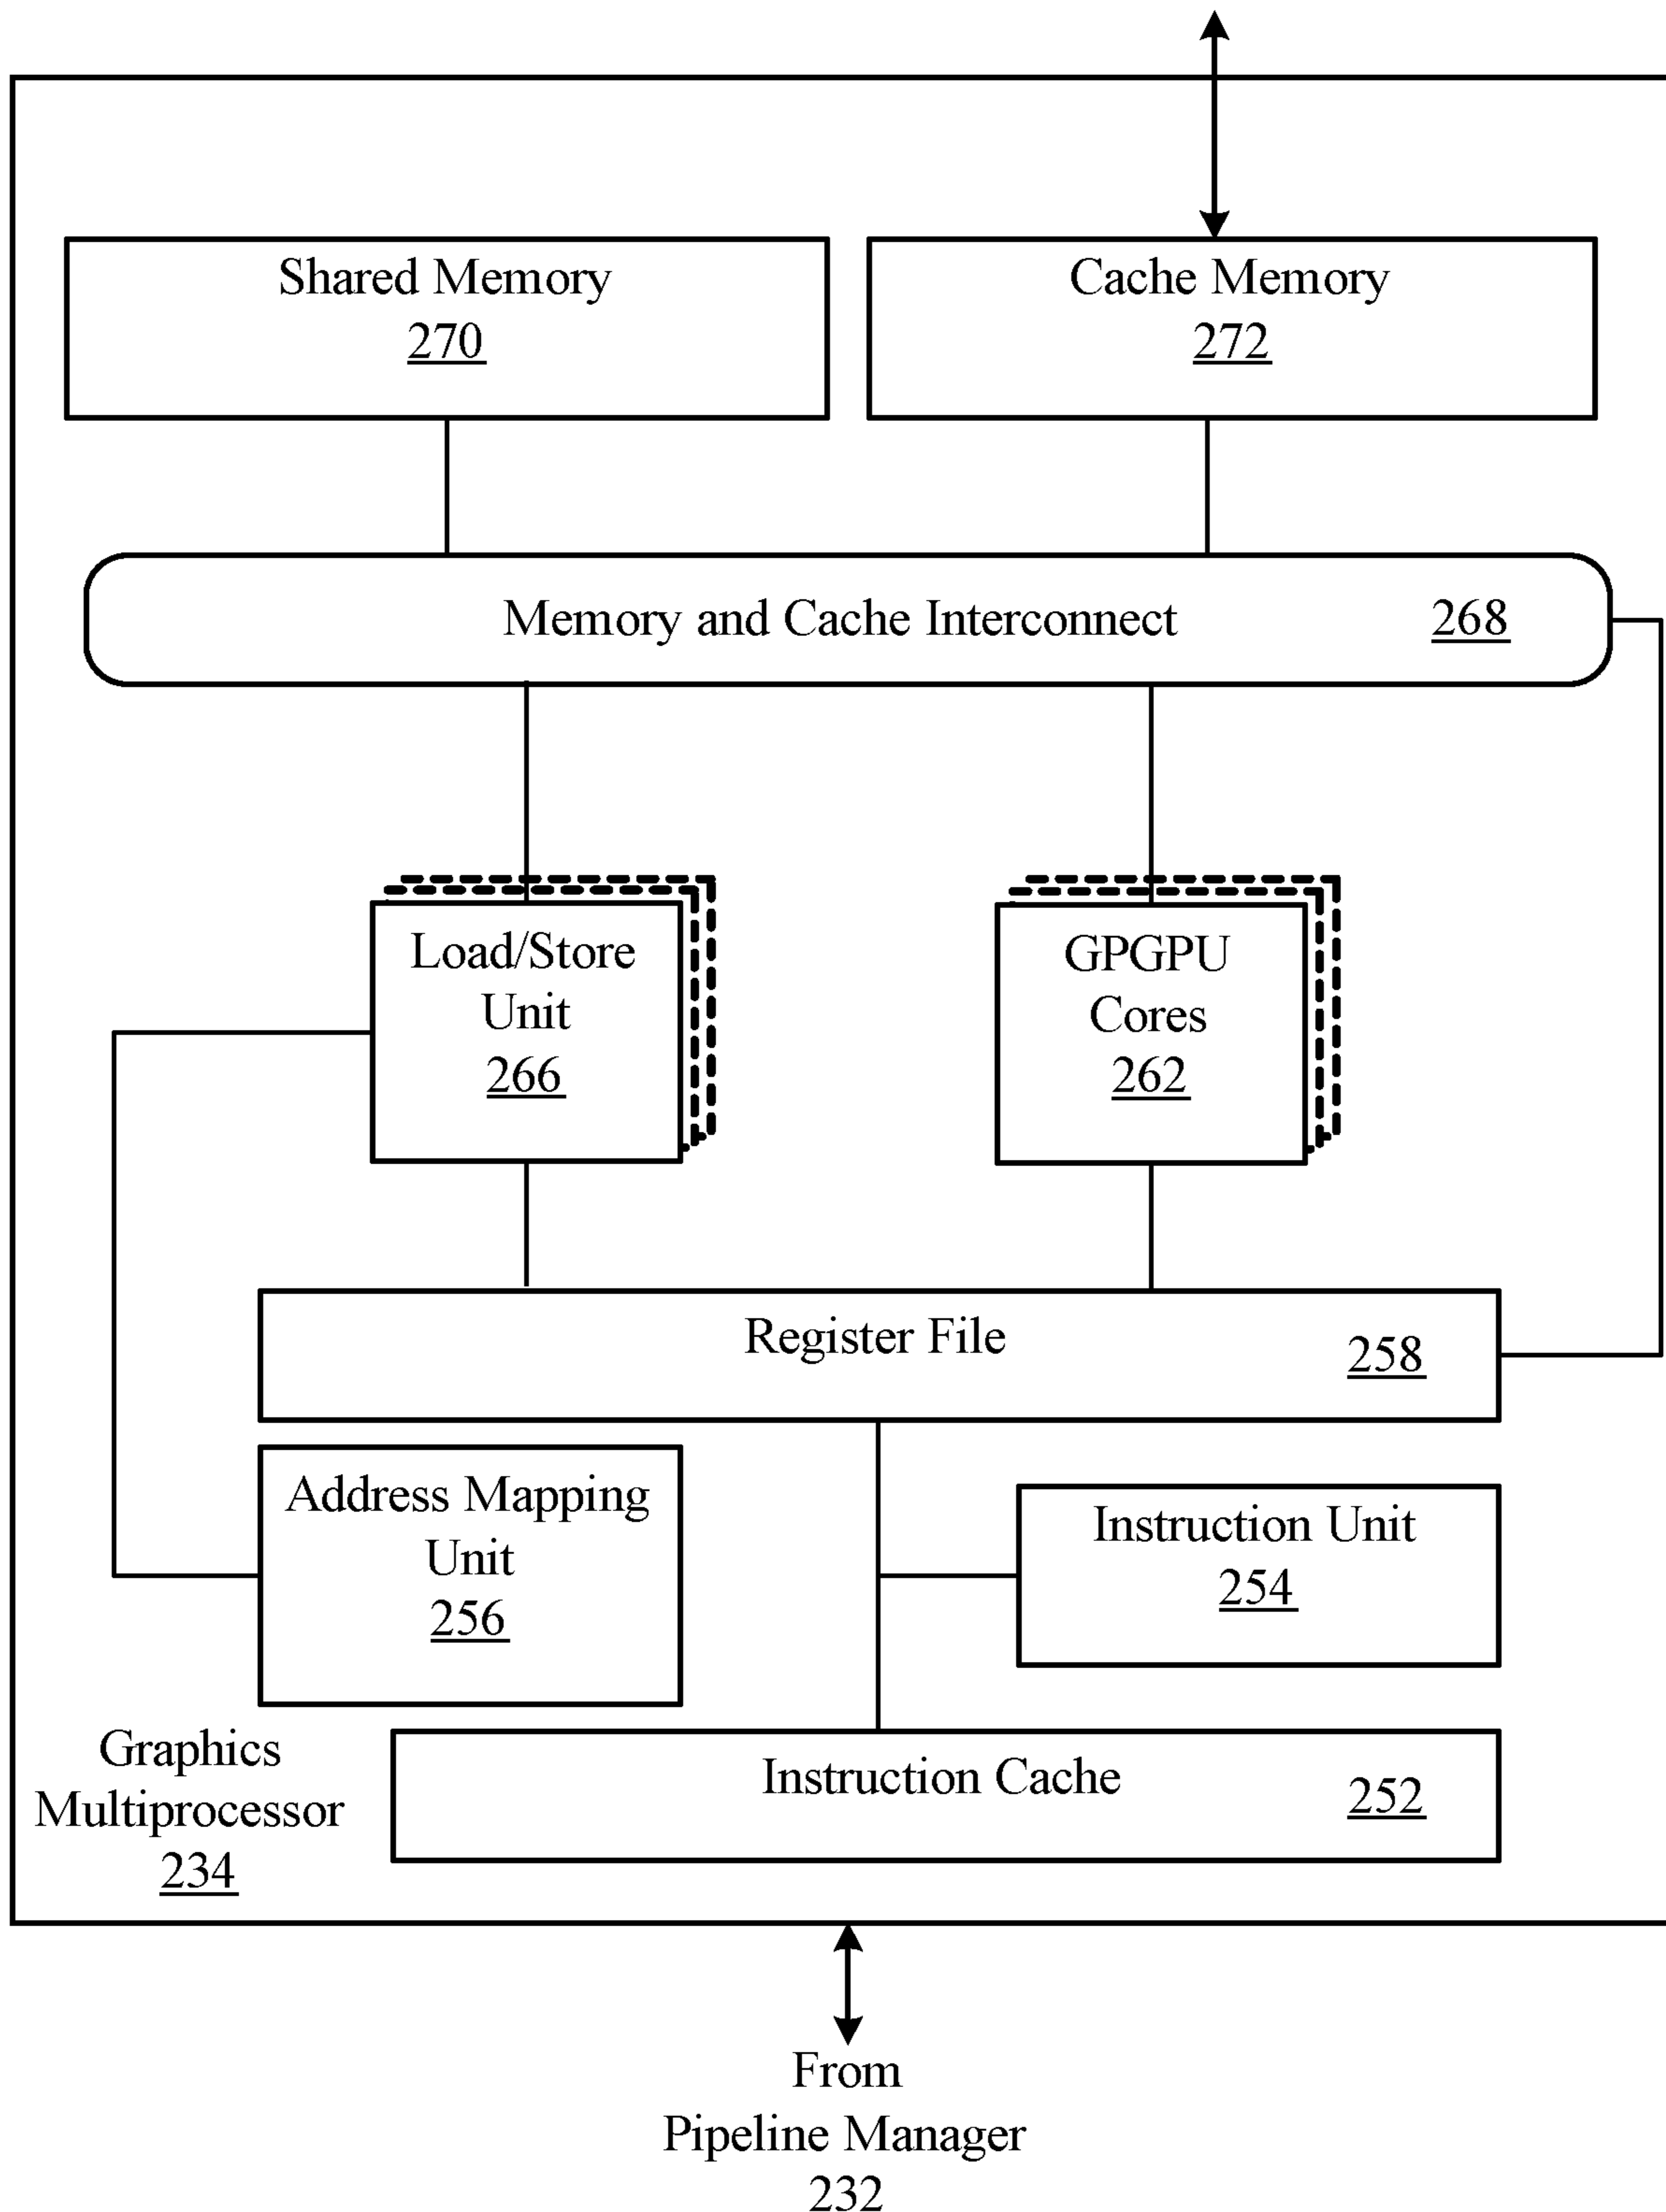 Shared Memory
270
Cache Memory
272
Memory and Cache Interconnect 268
Load/Store
Unit
266
GPGPU
Cores
262
Register File 258
Address Mapping
Unit
256
Instruction Unit
254
Graphics
Multiprocessor
234
Instruction Cache 252
From
Pipeline Manager
232